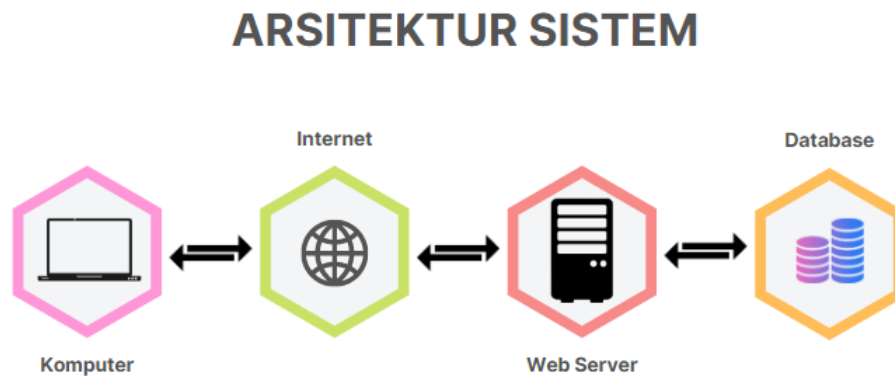 ARSITEKTUR SISTEM
Internet
Database
Komputer
Web Server